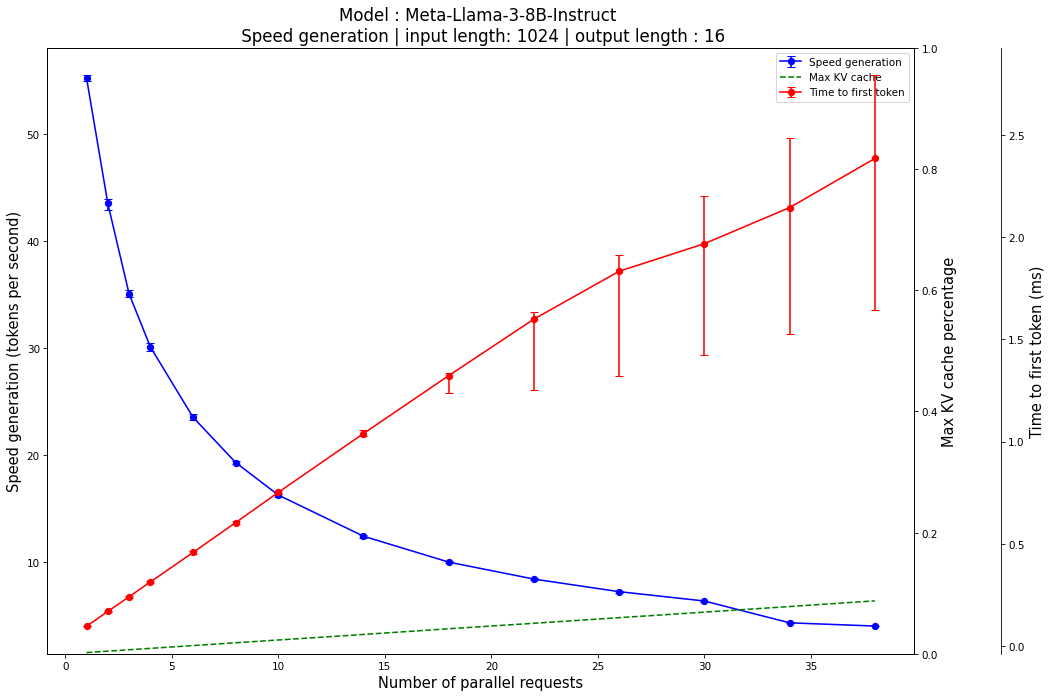 Model : Meta-Llama-3-8B-Instruct
Speed generation | input length: 1024 | output length : 16
Speed generation
Max KV cache
Time to first token
Speed generation (tokens per second)
50
40
30
20
10
1.0
0.8
0.6
0.4
0.2
0.0
Max KV cache percentage
2.5
2.0
1.5
1.0
0.5
0.0
Time to first token (ms)
0 5 10 15 20 25 30 35
Number of parallel requests